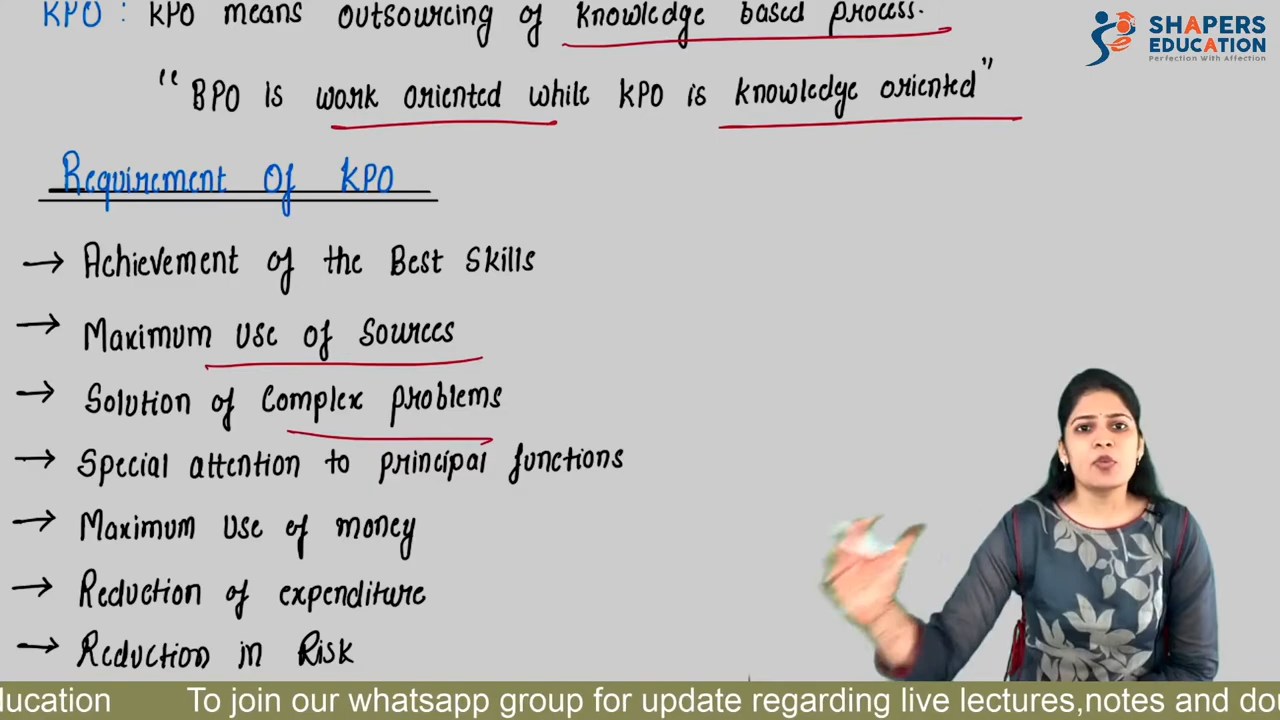 KPO : KPO means outsourcing of knowledge based process.
SHAPERS
EDUCATION
Perfection With Affection
“BPO is work oriented while KPO is knowledge oriented”
Requirement Of KPO
→ Achievement of the Best Skills
→ Maximum Use of Sources
→ Solution of Complex problems
→ Special attention to principal functions
→ Maximum Use of money
→ Reduction of expenditure
→ Reduction in Risk
ducation To join our whatsapp group for update regarding live lectures,notes and do